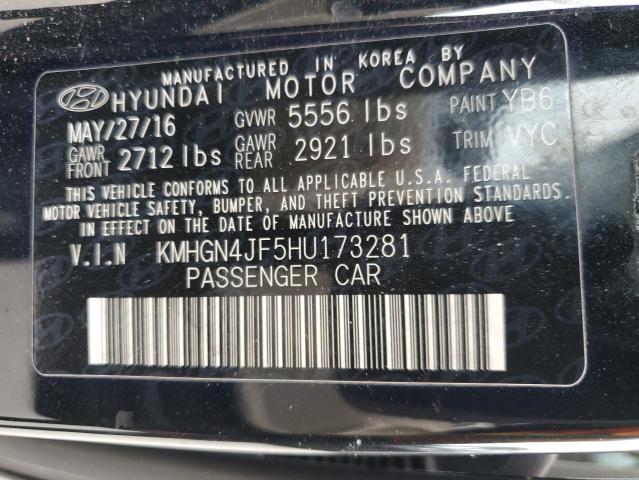 MANUFACTURED IN KOREA BY
HYUNDAI MOTOR COMPANY
MAY/27/16 GVWR 5556 lbs PAINT YB6
GAWR FRONT 2712 lbs GAWR REAR 2921 lbs TRIM VYC
THIS VEHICLE CONFORMS TO ALL APPLICABLE U.S.A. FEDERAL
MOTOR VEHICLE SAFETY, BUMPER, AND THEFT PREVENTION STANDARDS
IN EFFECT ON THE DATE OF MANUFACTURE SHOWN ABOVE.
V.I.N KMHGN4JF5HU173281
PASSENGER CAR